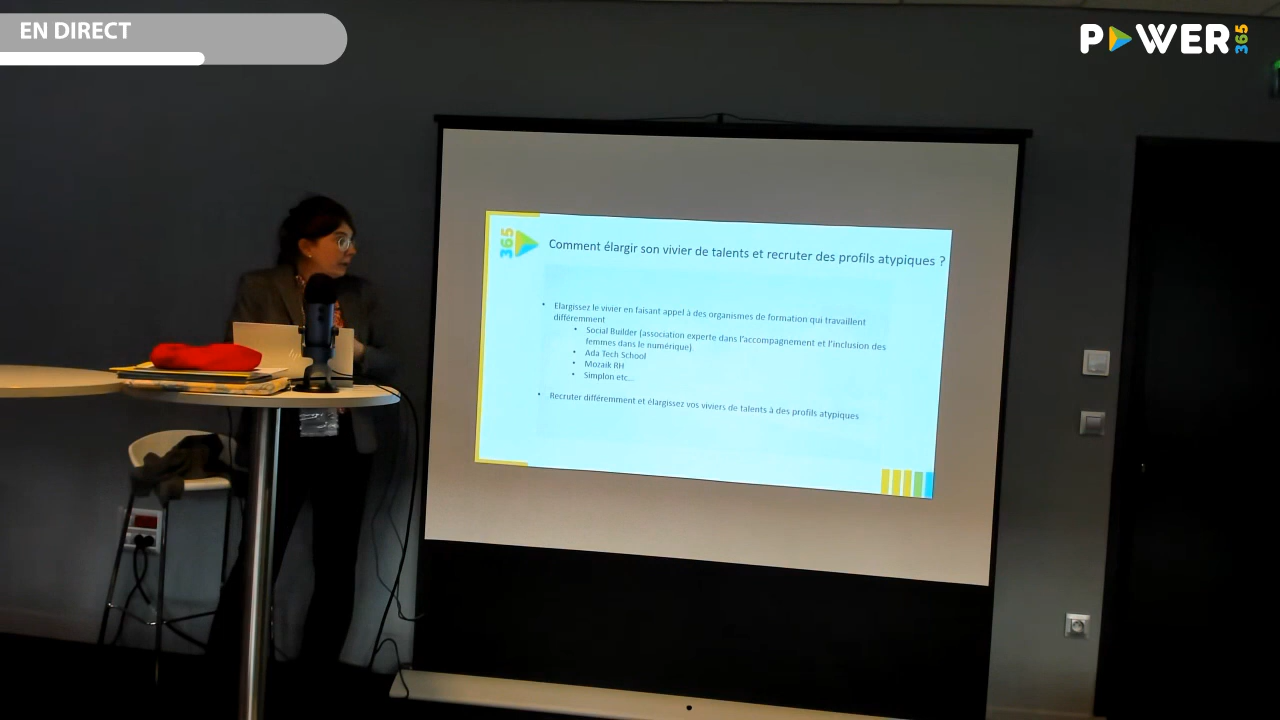 EN DIRECT
POWER 365
365
Comment élargir son vivier de talents et recruter des profils atypiques ?
• Elargissez le vivier en faisant appel à des organismes de formation qui travaillent
différemment
• Social Builder (association experte dans l'accompagnement et l'inclusion des
femmes dans le numérique)
• Ada Tech School
• Mozaik RH
• Simplon etc...
• Recruter différemment et élargissez vos viviers de talents à des profils atypiques